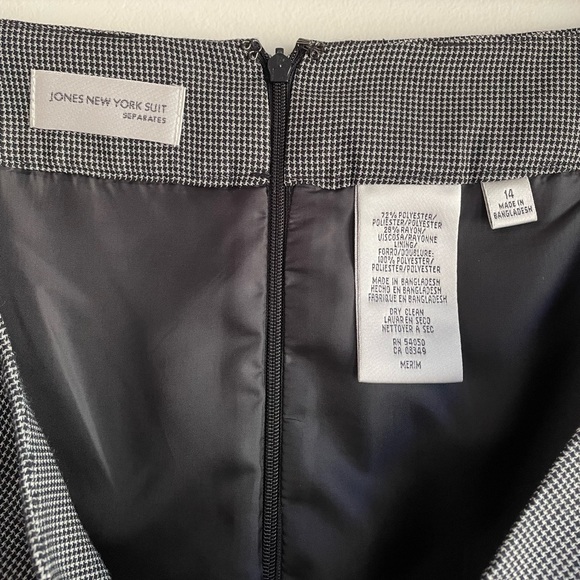 JONES NEW YORK SUIT
SEPARATES
72% POLYESTER/
POLIESTER/POLYESTER
28% RAYON/
VISCOSA/RAYONNE
LINING/
FORRO/DOUBLURE:
100% POLYESTER/
POLIESTER/POLYESTER
MADE IN BANGLADESH
HECHO EN BANGLADESH
FABRIQUE EN BANGLADESH
DRY CLEAN
LAVAR EN SECO
NETTOYER A SEC
RN 54050
CA 08349
MERIM
14
MADE IN
BANGLADESH